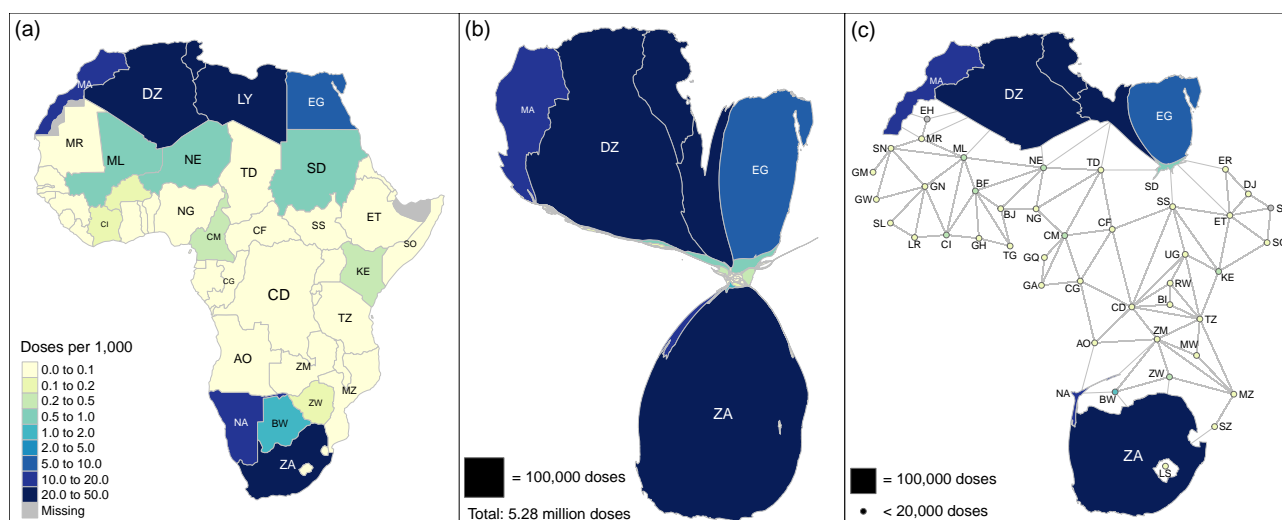 (a)
MA
DZ
LY
EG
MR
ML
NE
TD
SD
CI
NG
CM
CF
SS
ET
SO
KE
CG
CD
TZ
AO
ZM
MZ
ZW
NA
BW
ZA
Doses per 1,000
0.0 to 0.1
0.1 to 0.2
0.2 to 0.5
0.5 to 1.0
1.0 to 2.0
2.0 to 5.0
5.0 to 10.0
10.0 to 20.0
20.0 to 50.0
Missing
(b)
MA
DZ
EG
ZA
= 100,000 doses
Total: 5.28 million doses
(c)
MA
DZ
EG
EH
MR
SN
ML
NE
TD
ER
GM
GN
BF
SD
DJ
GW
BJ
NG
SS
ET
SL
LR
CI
GH
TG
CM
CF
SO
GQ
UG
KE
GA
CG
RW
CD
BI
TZ
AO
ZM
MW
ZW
NA
BW
MZ
SZ
ZA
LS
= 100,000 doses
< 20,000 doses